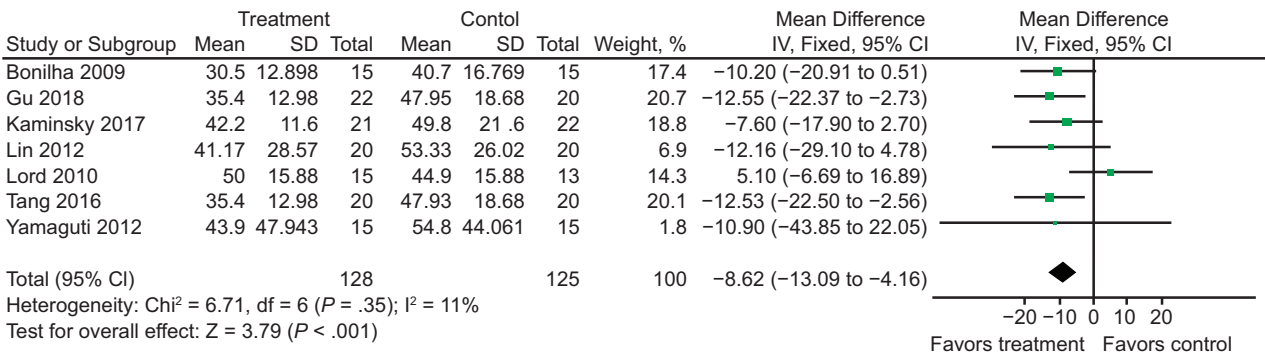 Treatment Contol Mean Difference Mean Difference
Study or Subgroup Mean SD Total Mean SD Total Weight, % IV, Fixed, 95% CI IV, Fixed, 95% CI
Bonilha 2009 30.5 12.898 15 40.7 16.769 15 17.4 −10.20 (−20.91 to 0.51)
Gu 2018 35.4 12.98 22 47.95 18.68 20 20.7 −12.55 (−22.37 to −2.73)
Kaminsky 2017 42.2 11.6 21 49.8 21 .6 22 18.8 −7.60 (−17.90 to 2.70)
Lin 2012 41.17 28.57 20 53.33 26.02 20 6.9 −12.16 (−29.10 to 4.78)
Lord 2010 50 15.88 15 44.9 15.88 13 14.3 5.10 (−6.69 to 16.89)
Tang 2016 35.4 12.98 20 47.93 18.68 20 20.1 −12.53 (−22.50 to −2.56)
Yamaguti 2012 43.9 47.943 15 54.8 44.061 15 1.8 −10.90 (−43.85 to 22.05)
Total (95% CI) 128 125 100 −8.62 (−13.09 to −4.16)
Heterogeneity: Chi² = 6.71, df = 6 (P = .35); I² = 11%
Test for overall effect: Z = 3.79 (P < .001)
−20 −10 0 10 20
Favors treatment Favors control